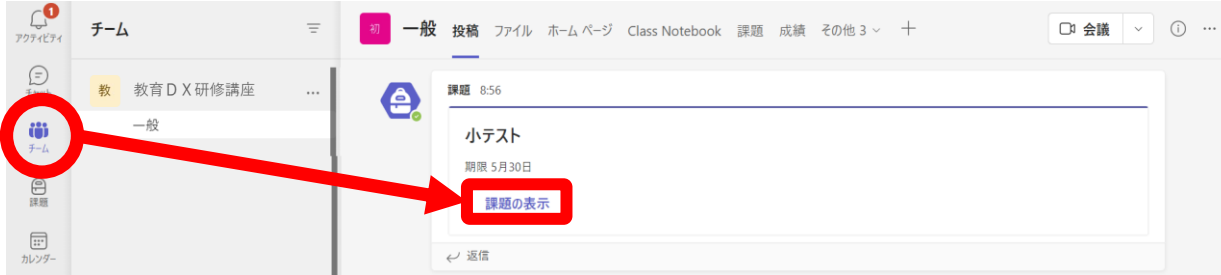 1
アクティビティ
チーム
課題
カレンダー
チーム
教 教育DX研修講座 ...
一般
初 一般 投稿 ファイル ホーム ページ Class Notebook 課題 成績 その他 3 会議
課題 8:56
小テスト
期限 5月30日
課題の表示
返信